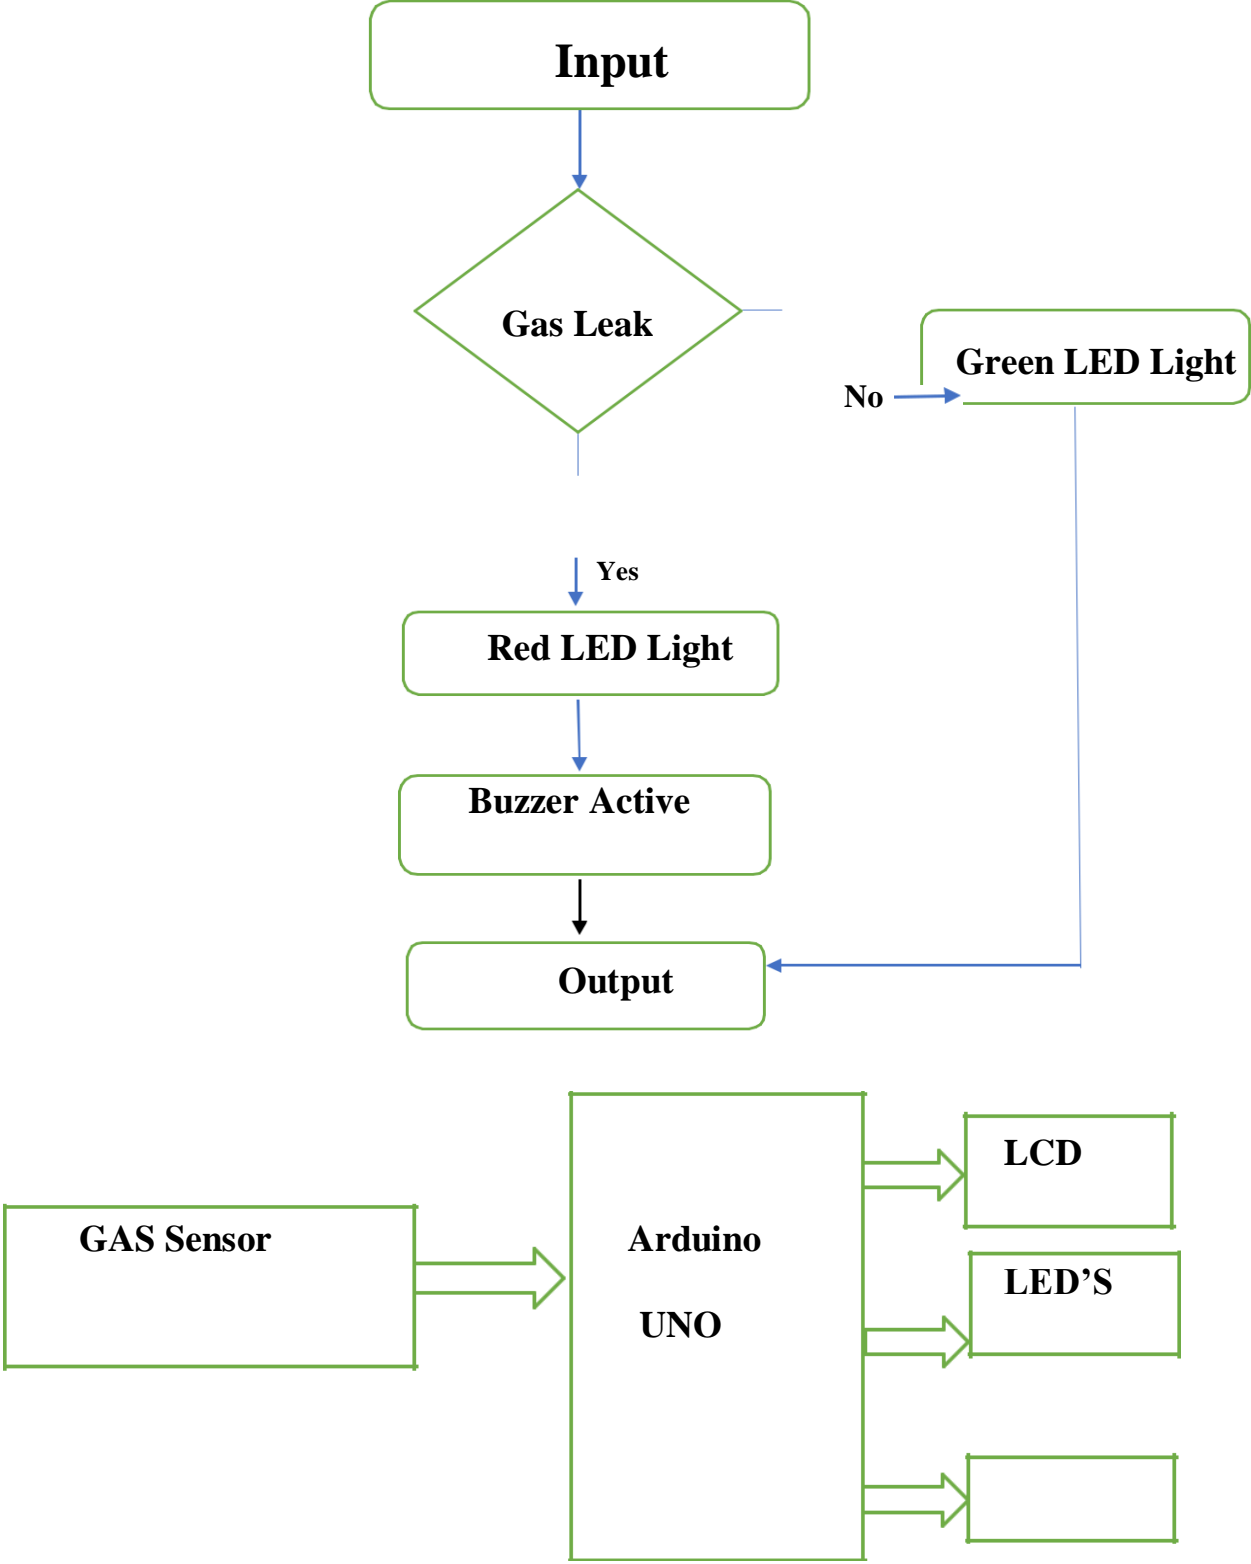 Input
Gas Leak
Green LED Light
No
Yes
Red LED Light
Buzzer Active
Output
LCD
GAS Sensor
Arduino
LED’S
UNO